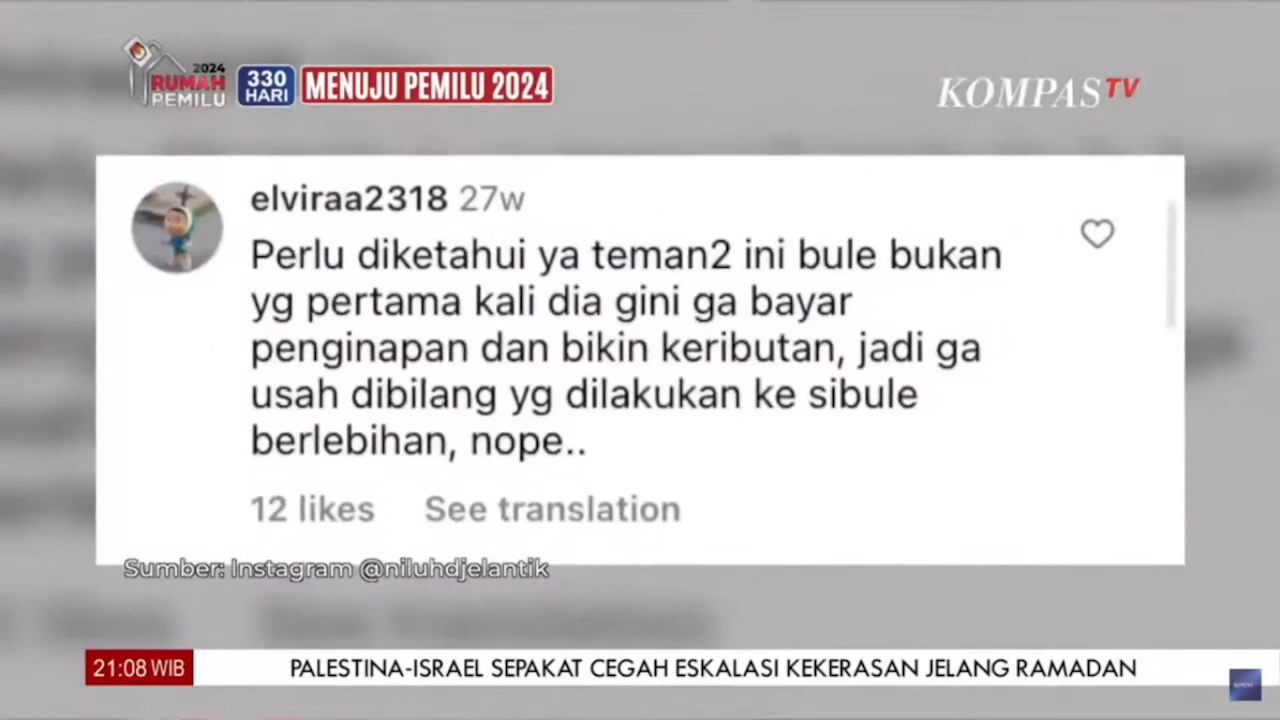 2024
RUMAH
PEMILU
330
HARI
MENUJU PEMILU 2024
KOMPAS TV
elviraa2318 27w
Perlu diketahui ya teman2 ini bule bukan
yg pertama kali dia gini ga bayar
penginapan dan bikin keributan, jadi ga
usah dibilang yg dilakukan ke sibule
berlebihan, nope..
12 likes See translation
Sumber: Instagram @niluhdjelantik
21:08 WIB PALESTINA-ISRAEL SEPAKAT CEGAH ESKALASI KEKERASAN JELANG RAMADAN